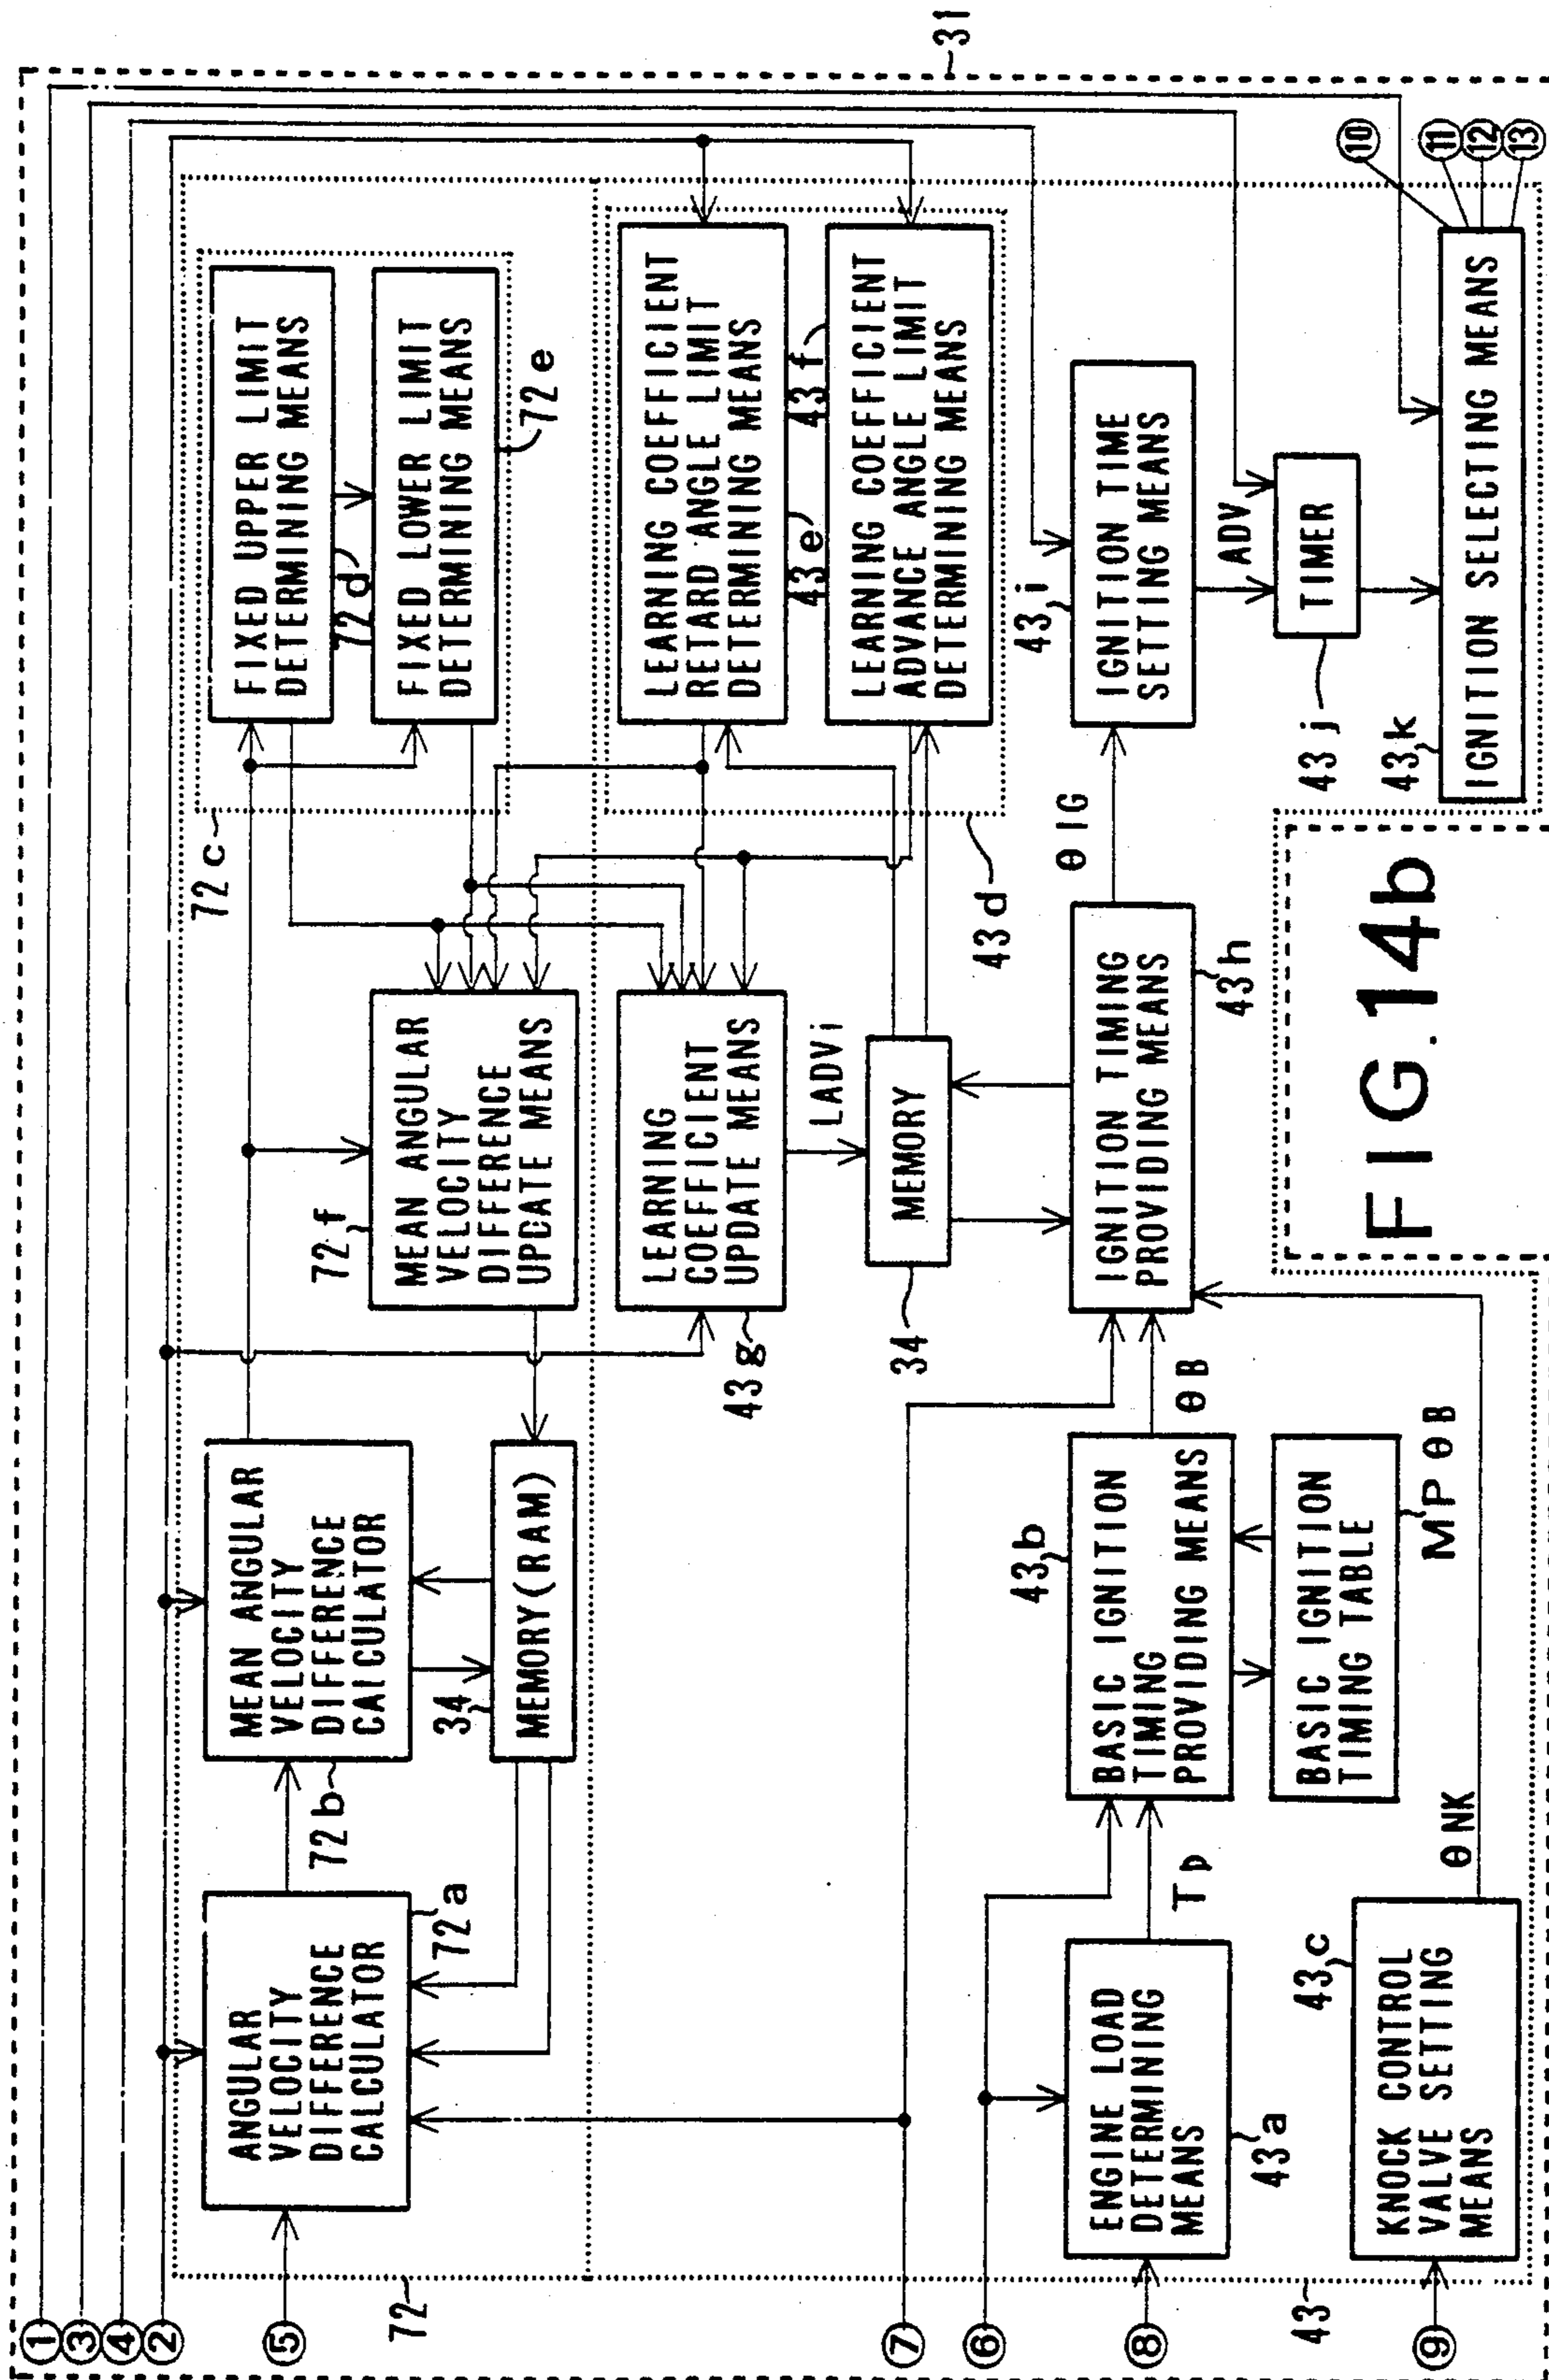 31
①
③
④
②
⑤
72
ANGULAR
VELOCITY
DIFFERENCE
CALCULATOR
72a
MEAN ANGULAR
VELOCITY
DIFFERENCE
CALCULATOR
72b
34
MEMORY(RAM)
72f
MEAN ANGULAR
VELOCITY
DIFFERENCE
UPDATE MEANS
72c
FIXED UPPER LIMIT
DETERMINING MEANS
72d
FIXED LOWER LIMIT
DETERMINING MEANS
72e
LEARNING
COEFFICIENT
UPDATE MEANS
43g
LADVi
MEMORY
34
LEARNING COEFFICIENT
RETARD ANGLE LIMIT
DETERMINING MEANS
43e
43f
LEARNING COEFFICIENT
ADVANCE ANGLE LIMIT
DETERMINING MEANS
43d
⑦
⑥
⑧
ENGINE LOAD
DETERMINING
MEANS
43a
Tp
43b
BASIC IGNITION
TIMING
PROVIDING MEANS
θB
BASIC IGNITION
TIMING TABLE
MPθB
IGNITION TIMING
PROVIDING MEANS
43h
θIG
43i
IGNITION TIME
SETTING MEANS
ADV
TIMER
43j
43k
IGNITION SELECTING MEANS
⑩
⑪
⑫
⑬
43
⑨
43c
KNOCK CONTROL
VALVE SETTING
MEANS
θNK
FIG.14b